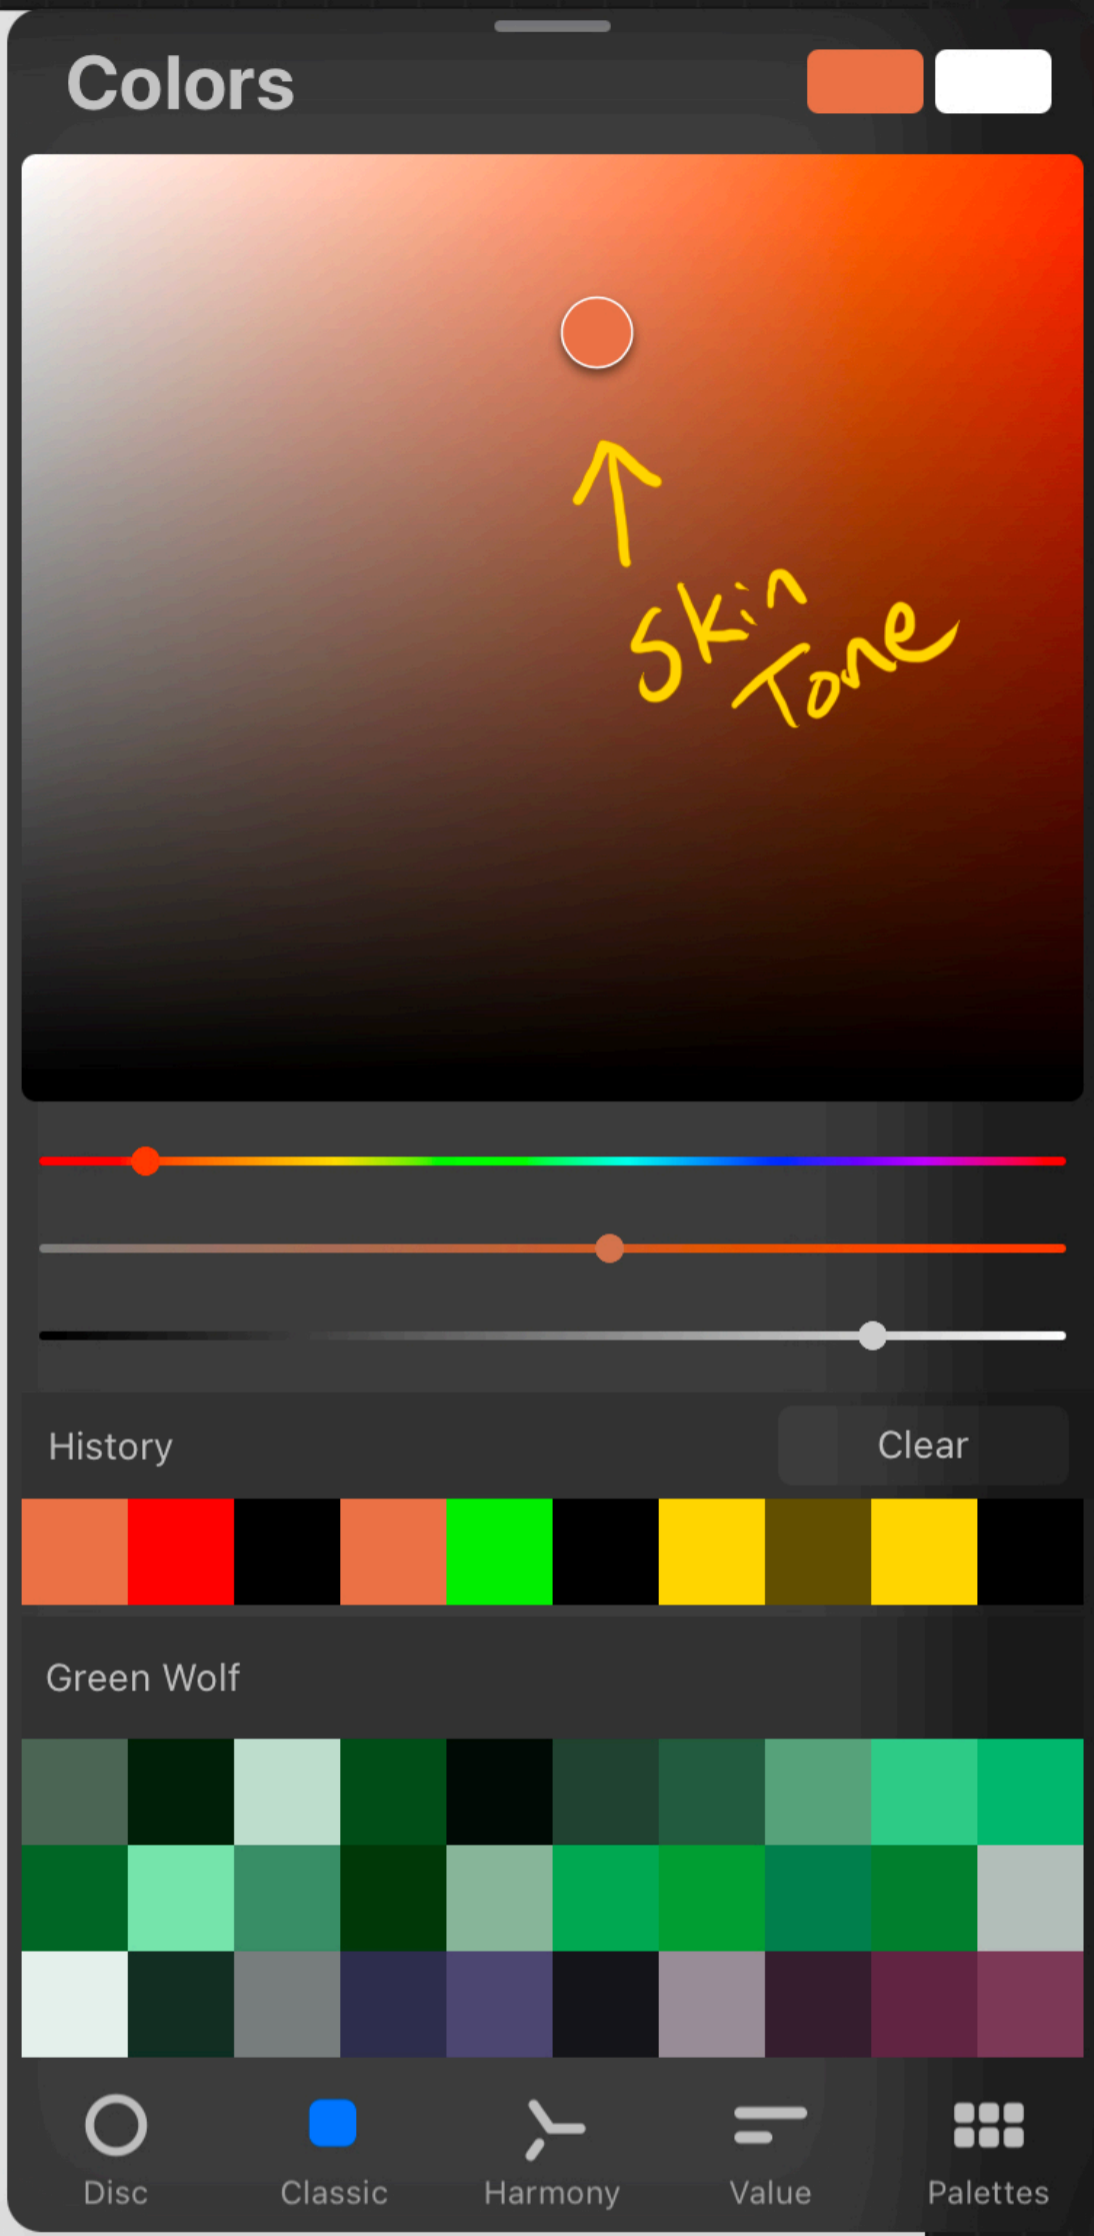 Colors
Skin
Tone
History Clear
Green Wolf
Disc Classic Harmony Value Palettes